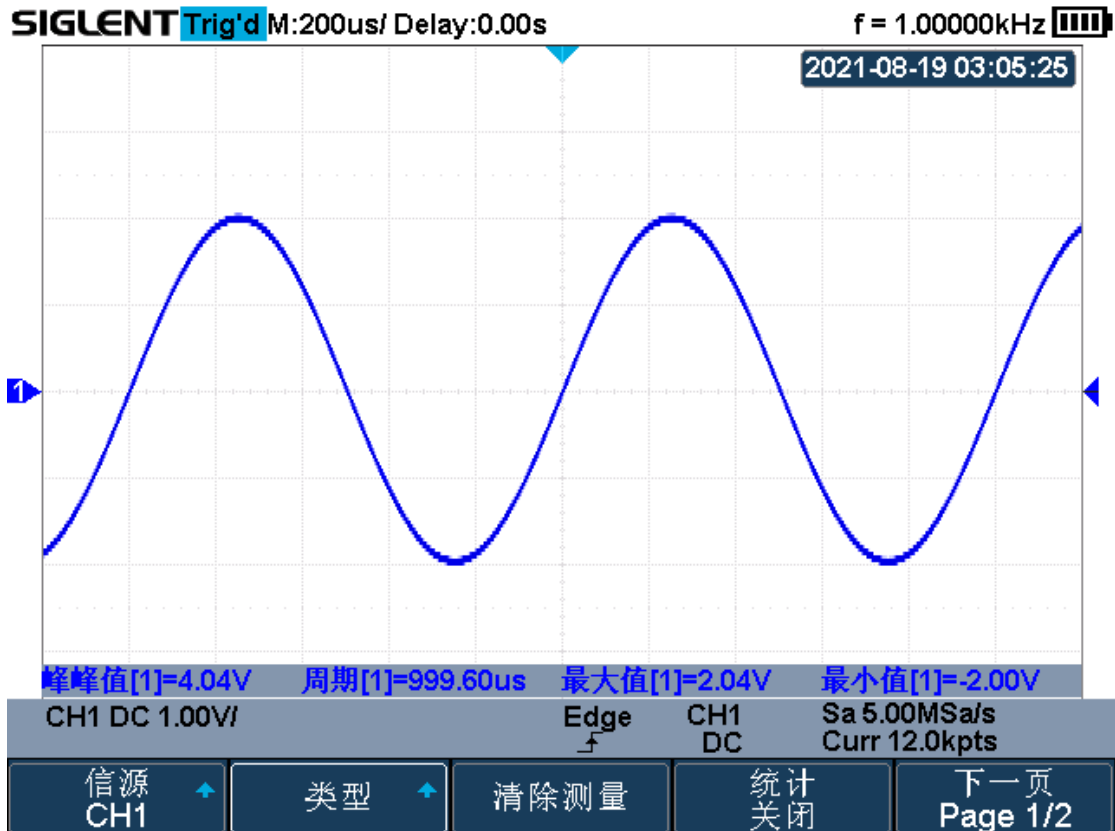 SIGLENT Trig'd M:200us/ Delay:0.00s f = 1.00000kHz
2021-08-19 03:05:25
1
峰峰值[1]=4.04V 周期[1]=999.60us 最大值[1]=2.04V 最小值[1]=-2.00V
CH1 DC 1.00V/ Edge CH1 Sa 5.00MSa/s
DC Curr 12.0kpts
信源 类型 清除测量 统计 下一页
CH1 关闭 Page 1/2